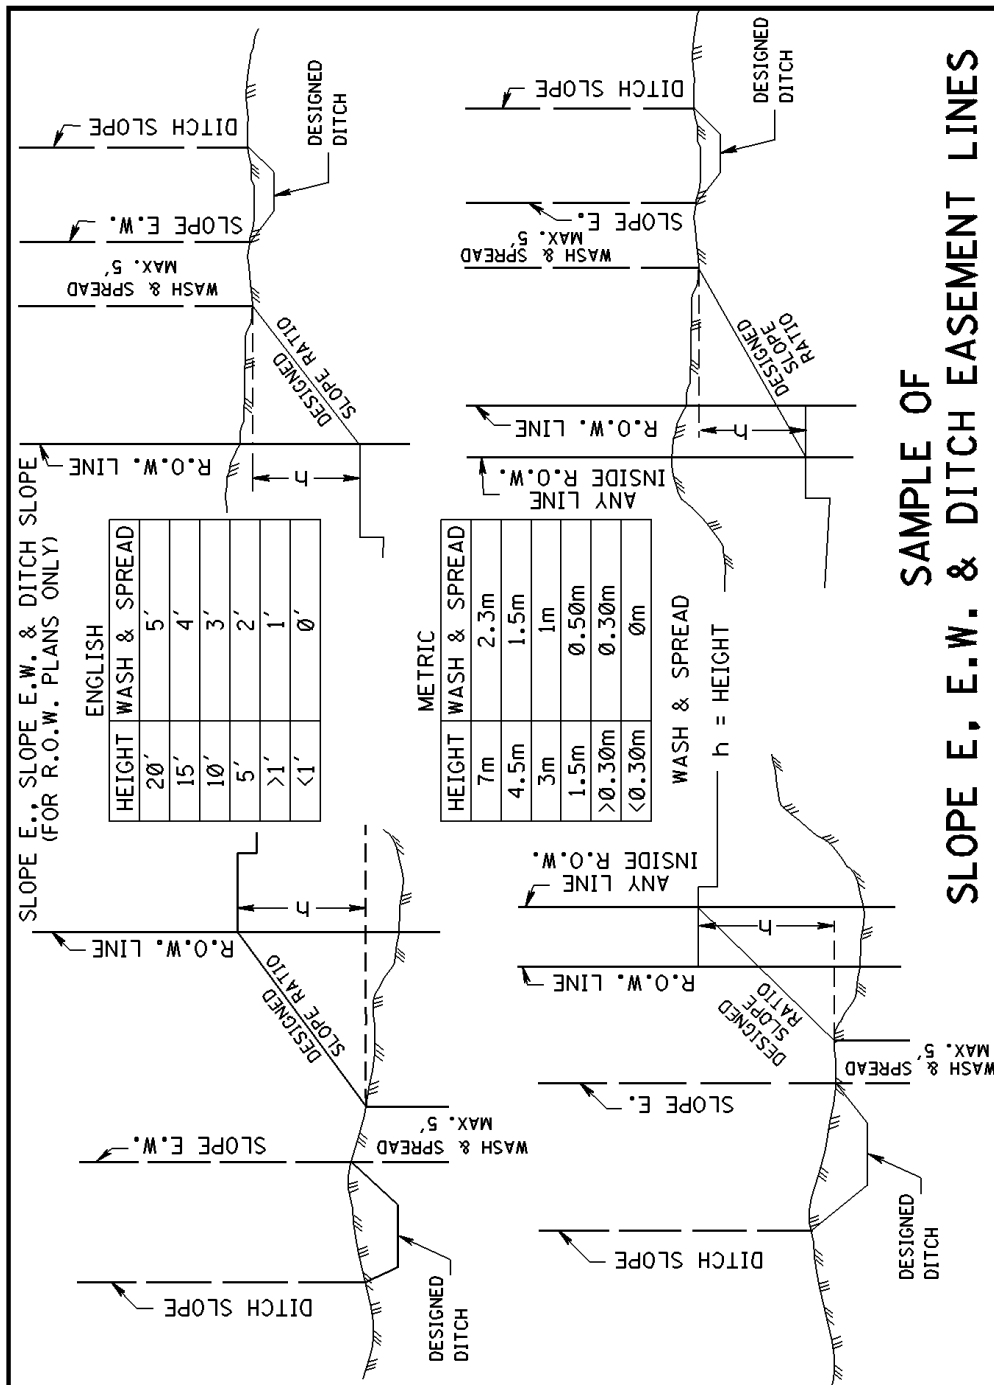 SLOPE E., SLOPE E.W. & DITCH SLOPE
(FOR R.O.W. PLANS ONLY)
R.O.W. LINE
h
DESIGNED
SLOPE RATIO
WASH & SPREAD
MAX. 5'
SLOPE E.W.
DITCH SLOPE
DESIGNED
DITCH
ENGLISH
HEIGHT WASH & SPREAD
20' 5'
15' 4'
10' 3'
5' 2'
>1' 1'
<1' 0'
R.O.W. LINE
h
DESIGNED
SLOPE RATIO
WASH & SPREAD
MAX. 5'
SLOPE E.W.
DITCH SLOPE
DESIGNED
DITCH
METRIC
HEIGHT WASH & SPREAD
7m 2.3m
4.5m 1.5m
3m 1m
1.5m 0.50m
>0.30m 0.30m
<0.30m 0m
WASH & SPREAD
h = HEIGHT
ANY LINE
INSIDE R.O.W.
R.O.W. LINE
h
DESIGNED
SLOPE
RATIO
WASH & SPREAD
MAX. 5'
SLOPE E.
DITCH SLOPE
DESIGNED
DITCH
ANY LINE
INSIDE R.O.W.
R.O.W. LINE
h
DESIGNED
SLOPE
RATIO
WASH & SPREAD
MAX. 5'
SLOPE E.
DITCH SLOPE
DESIGNED
DITCH
SAMPLE OF
SLOPE E, E.W. & DITCH EASEMENT LINES